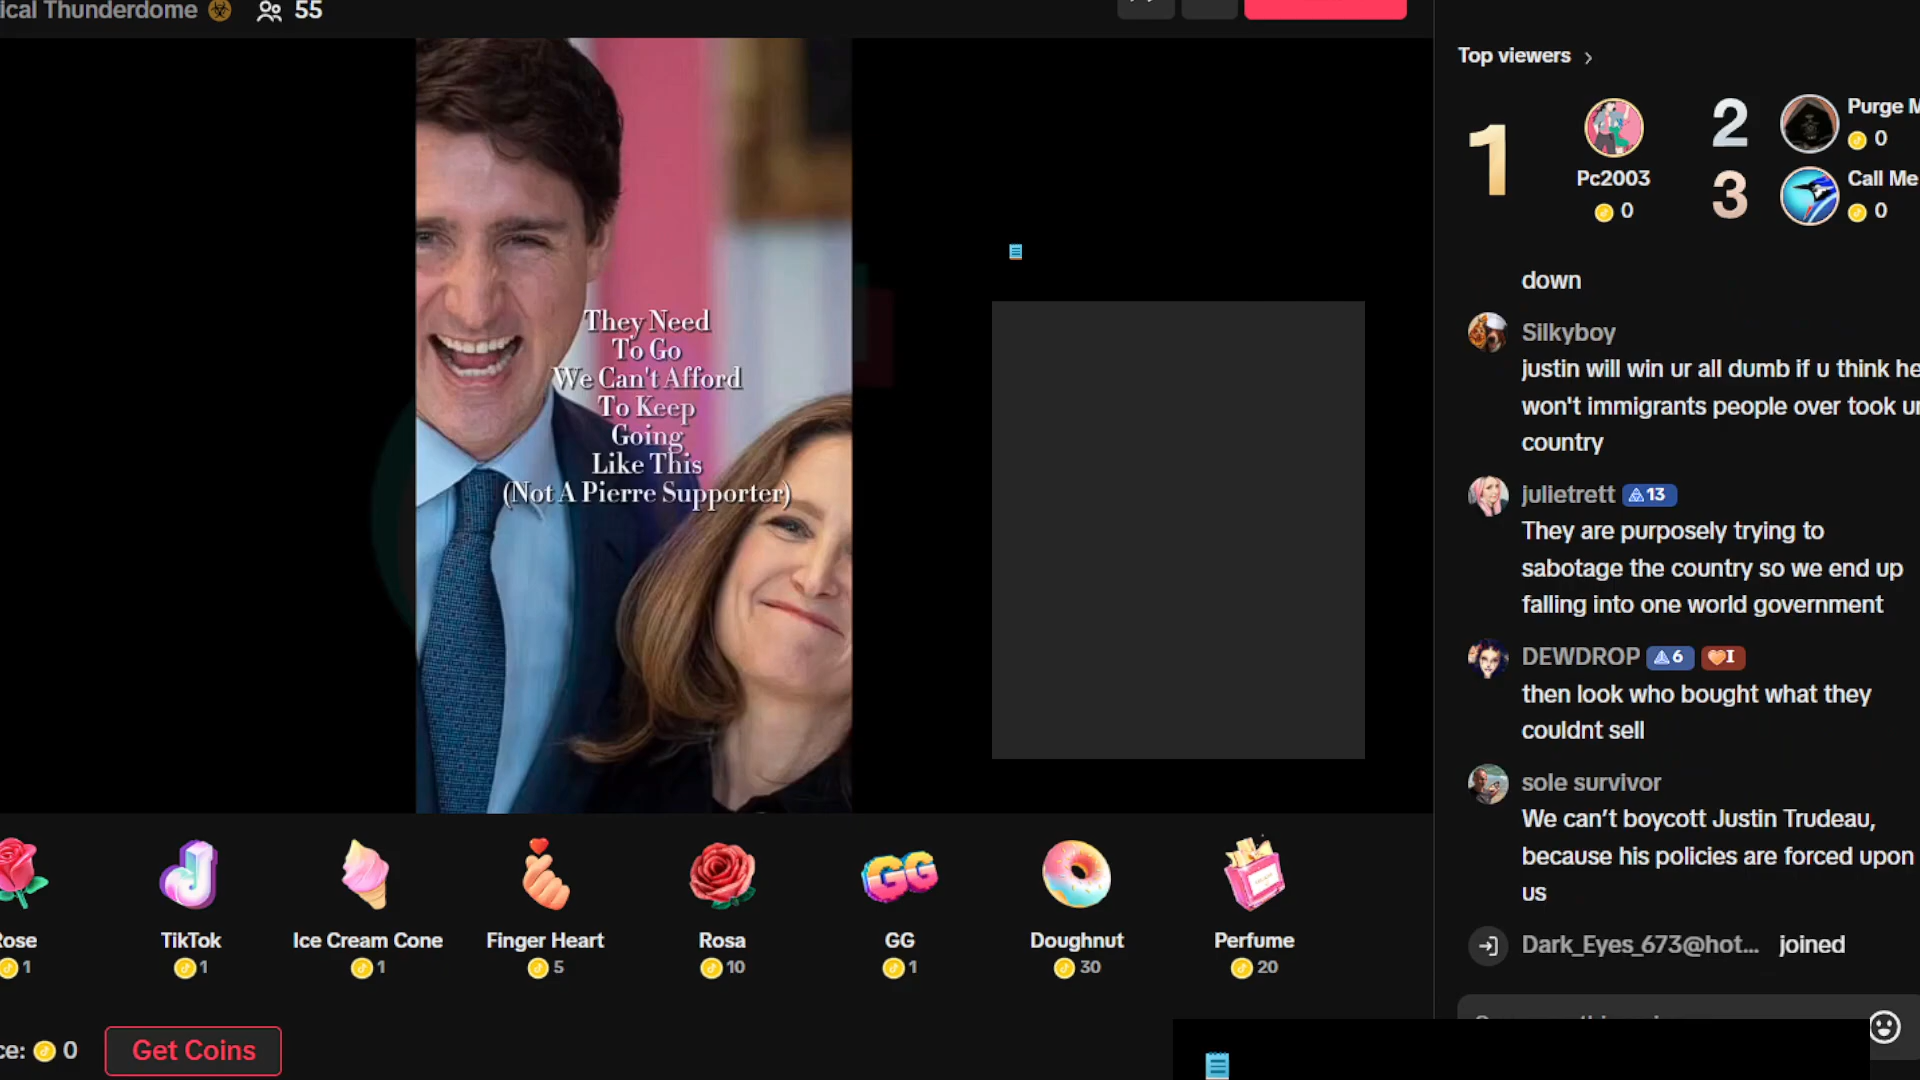 ical Thunderdome 55
They Need
To Go
We Can't Afford
To Keep
Going
Like This
(Not A Pierre Supporter)
Rose
1
TikTok
1
Ice Cream Cone
1
Finger Heart
5
Rosa
10
GG
1
Doughnut
30
Perfume
20
ce: 0 Get Coins
Top viewers >
1
Pc2003
0
2
Purge M
0
3
Call Me
0
down
Silkyboy
justin will win ur all dumb if u think he
won't immigrants people over took ur
country
julietrett 13
They are purposely trying to
sabotage the country so we end up
falling into one world government
DEWDROP 6 I
then look who bought what they
couldnt sell
sole survivor
We can’t boycott Justin Trudeau,
because his policies are forced upon
us
Dark_Eyes_673@hot... joined